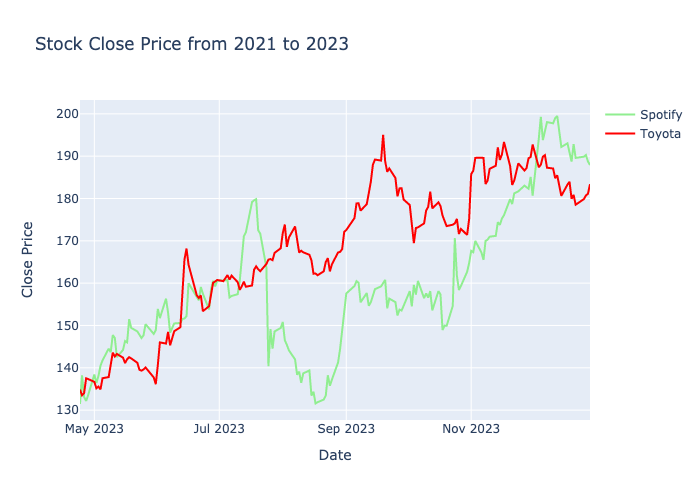 Stock Close Price from 2021 to 2023
Spotify
Toyota
Close Price
200
190
180
170
160
150
140
130
May 2023
Jul 2023
Sep 2023
Nov 2023
Date